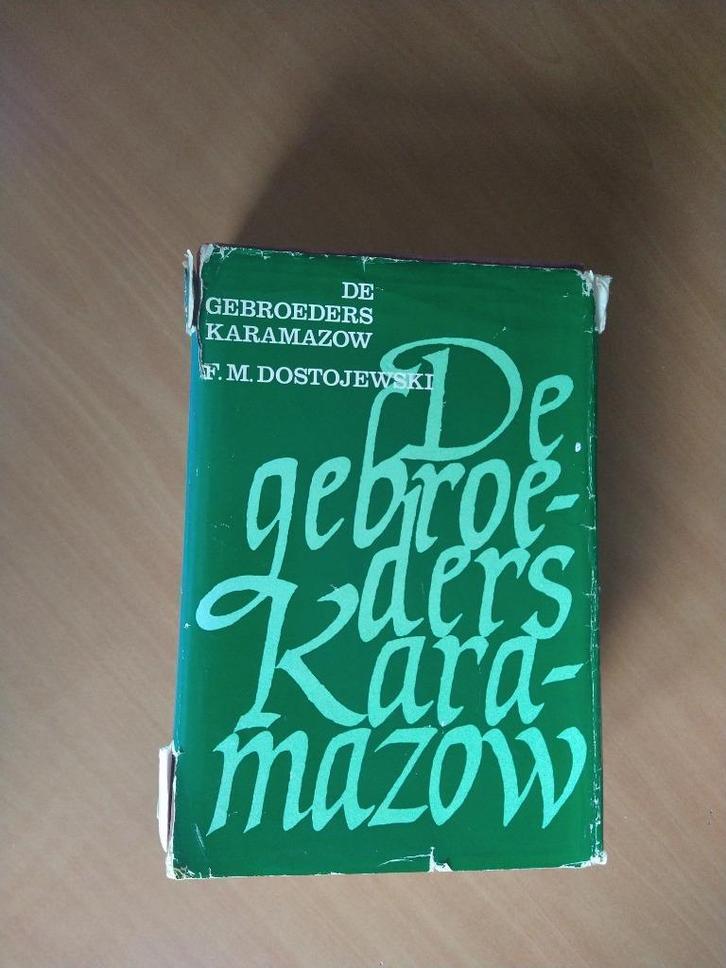 DE
GEBROEDERS
KARAMAZOW
F. M. DOSTOJEWSKI
De
gebroe-
ders
Kara-
mazow